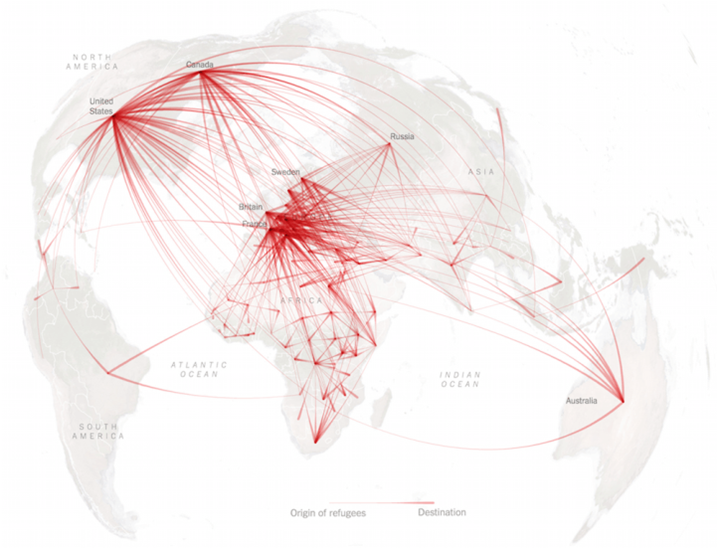 NORTH
AMERICA
Canada
United
States
Russia
Sweden
ASIA
Britain
France
AFRICA
ATLANTIC
OCEAN
INDIAN
OCEAN
Australia
SOUTH
AMERICA
Origin of refugees
Destination